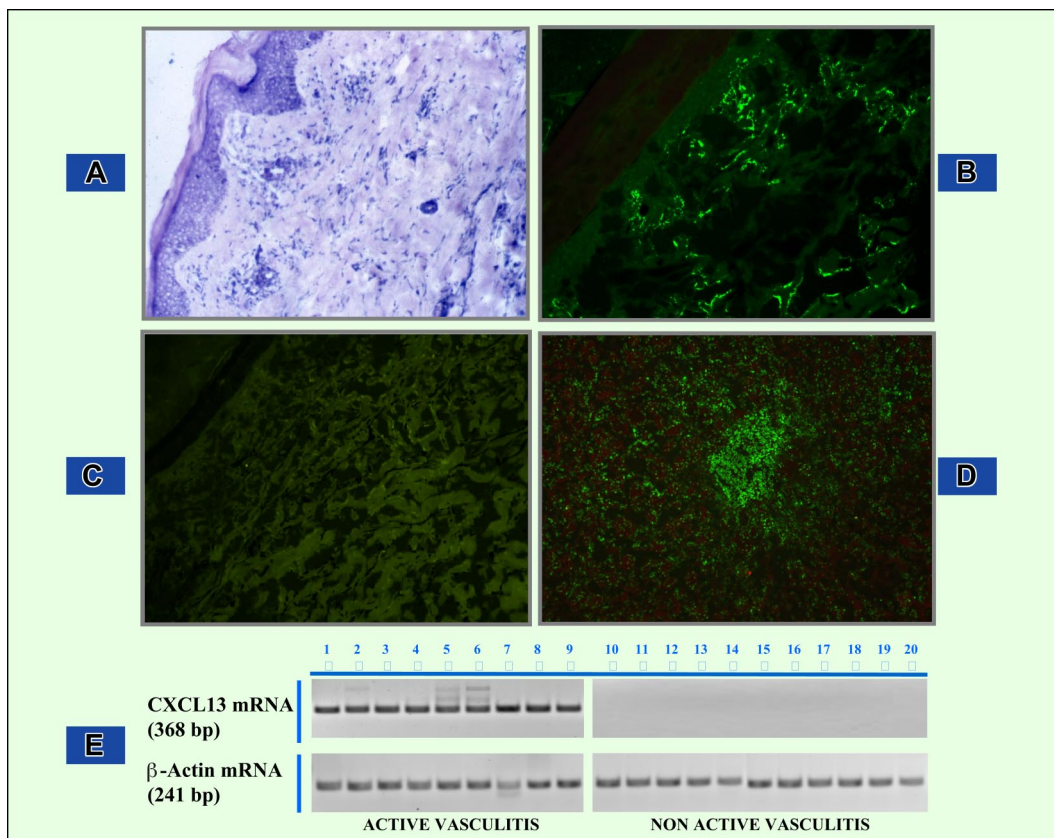 A
B
C
D
1 2 3 4 5 6 7 8 9 10 11 12 13 14 15 16 17 18 19 20
E
CXCL13 mRNA
(368 bp)
β-Actin mRNA
(241 bp)
ACTIVE VASCULITIS NON ACTIVE VASCULITIS